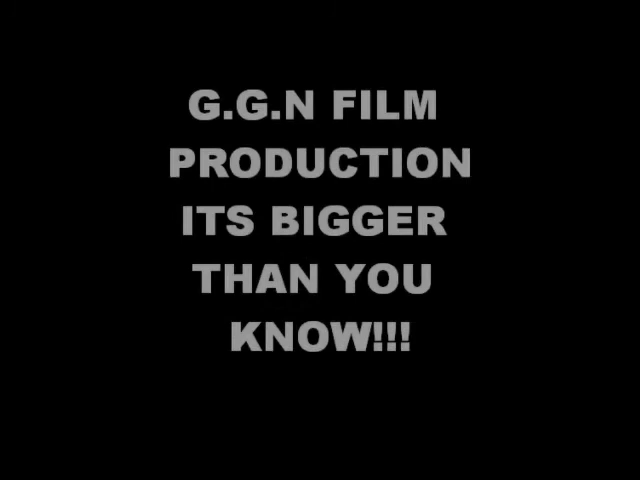 G.G.N FILM
PRODUCTION
ITS BIGGER
THAN YOU
KNOW!!!